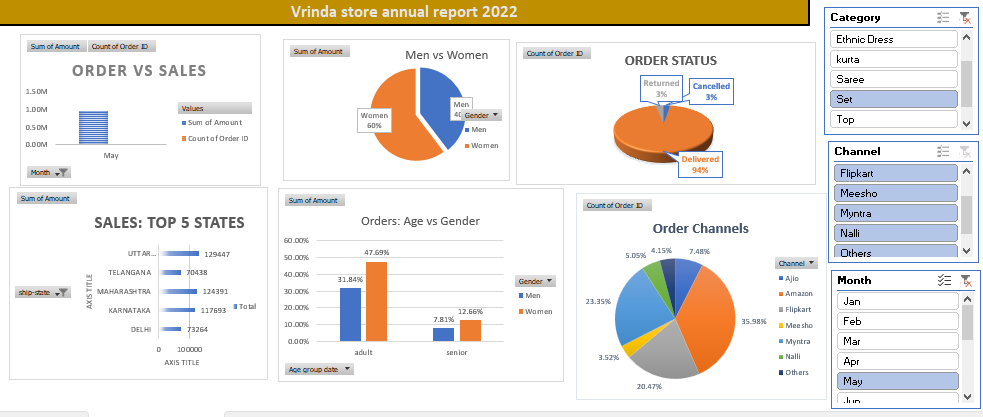 Vrinda store annual report 2022
Sum of Amount
Count of Order ID
ORDER VS SALES
1.50M
1.00M
0.50M
0.00M
May
Values
Sum of Amount
Count of Order ID
Month
Sum of Amount
Men vs Women
Women
60%
Men
Gender
Men
Women
Count of Order ID
ORDER STATUS
Returned
3%
Cancelled
3%
Delivered
94%
Sum of Amount
SALES: TOP 5 STATES
ship-state
AXIS TITLE
UTTAR... 129447
TELANGANA 70438
MAHARASHTRA 124391
KARNATAKA 117693
DELHI 73264
0 100000
AXIS TITLE
Total
Sum of Amount
Orders: Age vs Gender
60.00%
50.00%
40.00%
30.00%
20.00%
10.00%
0.00%
31.84%
47.69%
7.81%
12.66%
adult
senior
Gender
Men
Women
Age group date
Count of Order ID
Order Channels
7.48%
35.98%
20.47%
3.52%
23.35%
5.05%
4.15%
Channel
Ajio
Amazon
Flipkart
Meesho
Myntra
Nalli
Others
Category
Ethnic Dress
kurta
Saree
Set
Top
Channel
Flipkart
Meesho
Myntra
Nalli
Others
Month
Jan
Feb
Mar
Apr
May
Jun